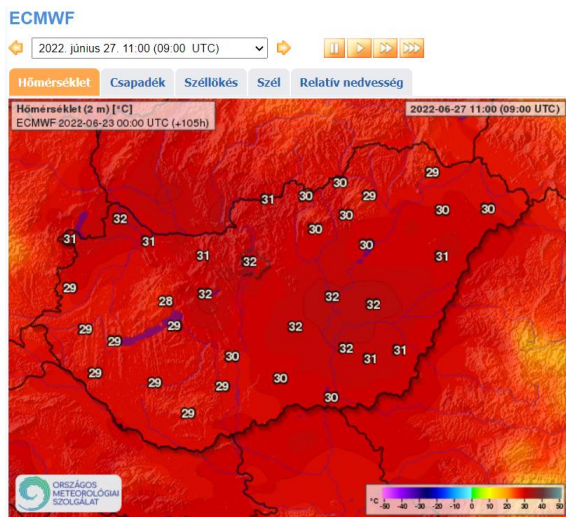 ECMWF
2022. június 27. 11:00 (09:00 UTC)
Hőmérséklet Csapadék Széllökés Szél Relatív nedvesség
Hőmérséklet (2 m) [°C]
ECMWF 2022-06-23 00:00 UTC (+105h)
2022-06-27 11:00 (09:00 UTC)
29
30
31 30 29
30 30 30
32
31 31 30 30
31 32 31
29 28 32 32 32
29 29 29 32
30 32 31 31
29 29 29 30
29 30
ORSZÁGOS
METEOROLÓGIAI
SZOLGÁLAT
°C -50 -40 -30 -20 -10 0 10 20 30 40 50